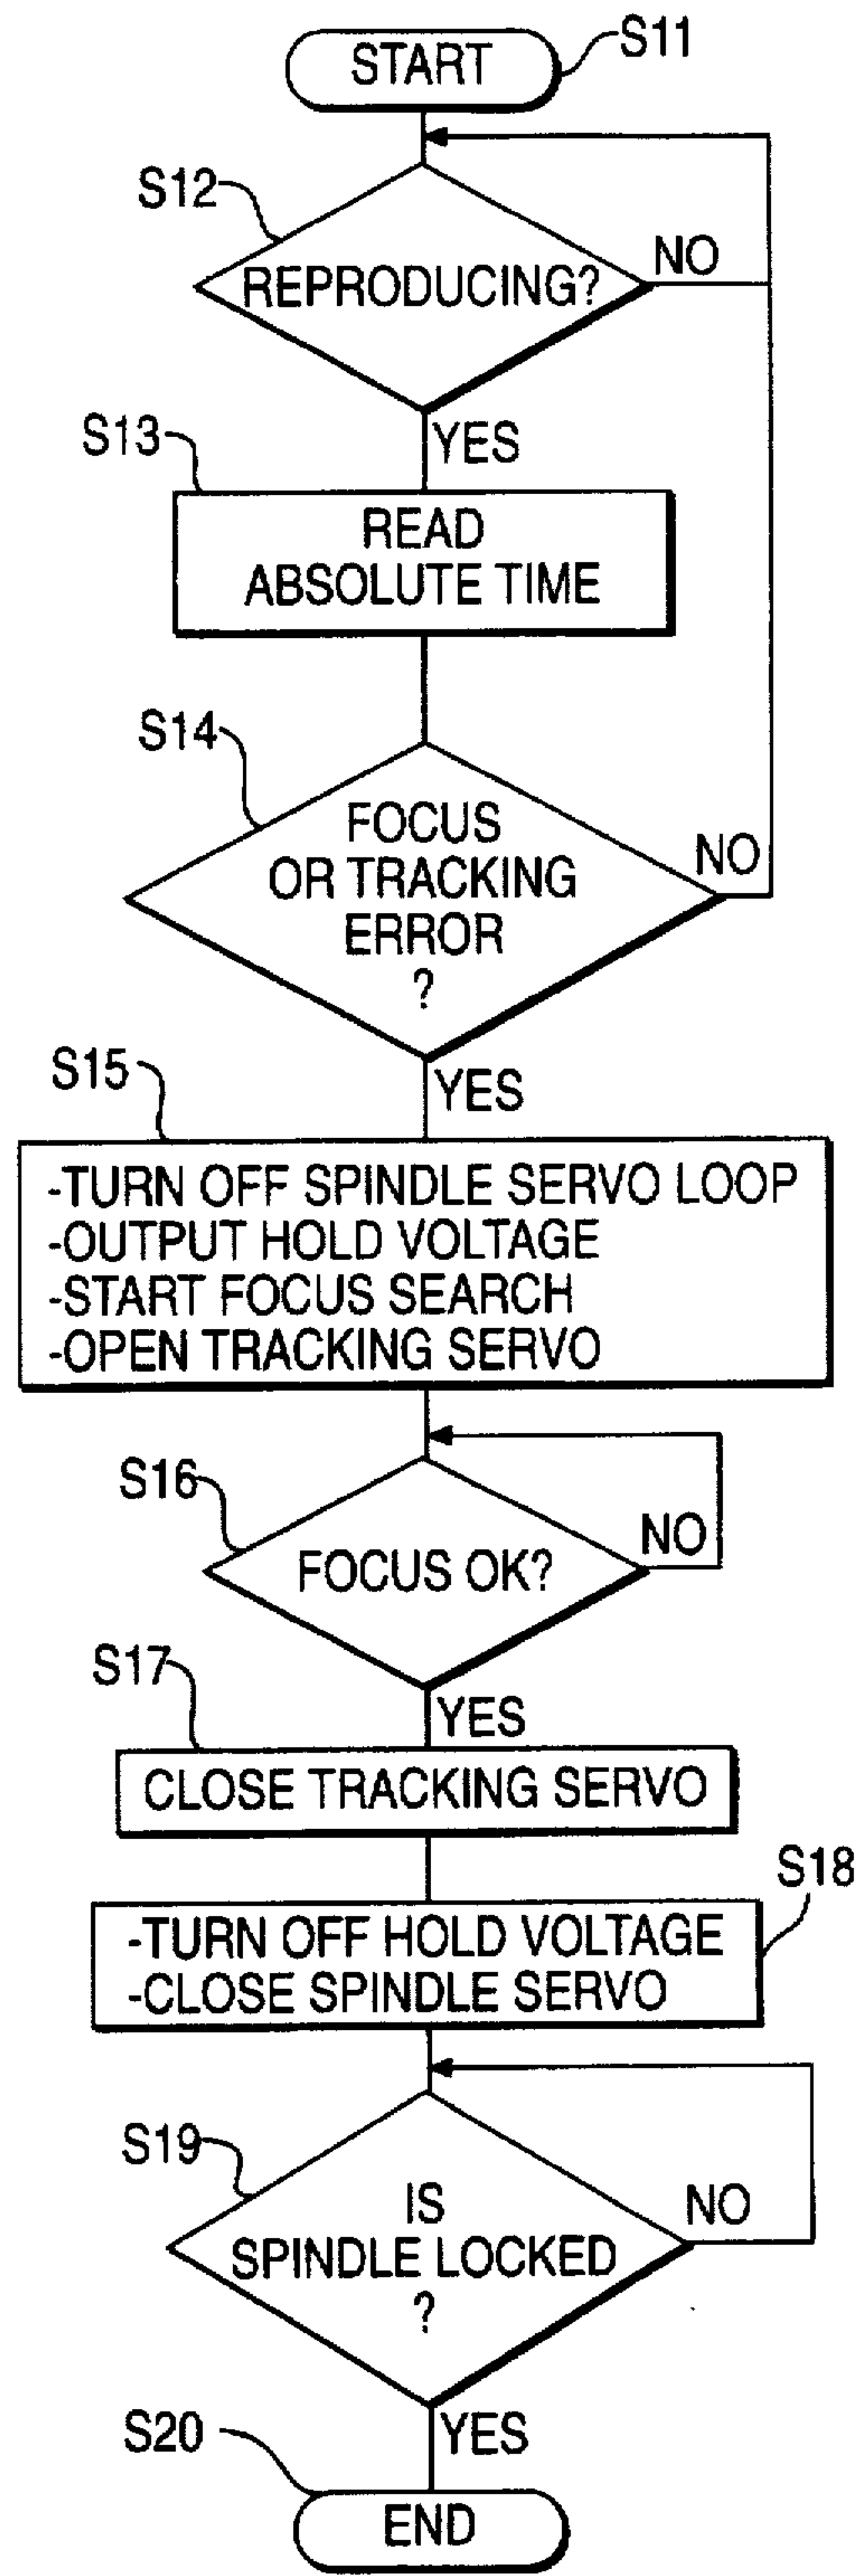 START
S11
S12
REPRODUCING?
NO
YES
S13
READ
ABSOLUTE TIME
S14
FOCUS
OR TRACKING
ERROR
?
NO
YES
S15
-TURN OFF SPINDLE SERVO LOOP
-OUTPUT HOLD VOLTAGE
-START FOCUS SEARCH
-OPEN TRACKING SERVO
S16
FOCUS OK?
NO
YES
S17
CLOSE TRACKING SERVO
S18
-TURN OFF HOLD VOLTAGE
-CLOSE SPINDLE SERVO
S19
IS
SPINDLE LOCKED
?
NO
YES
S20
END